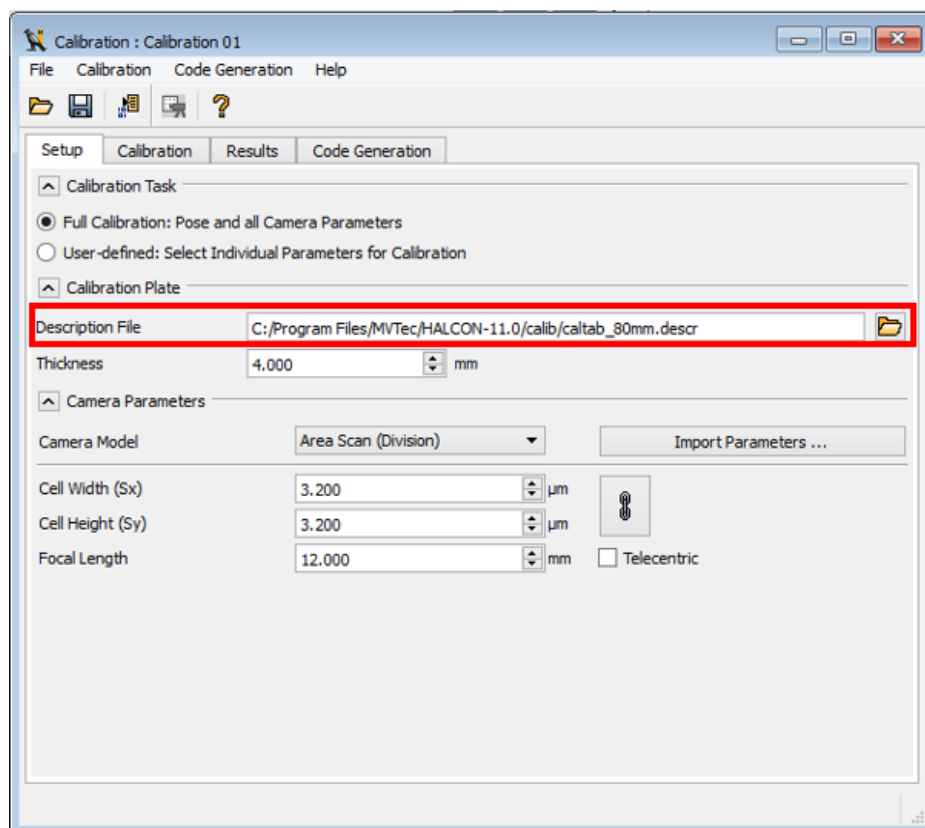 Calibration : Calibration 01
File Calibration Code Generation Help
Setup Calibration Results Code Generation
Calibration Task
Full Calibration: Pose and all Camera Parameters
User-defined: Select Individual Parameters for Calibration
Calibration Plate
Description File C:/Program Files/MVTec/HALCON-11.0/calib/caltab_80mm.descr
Thickness 4.000 mm
Camera Parameters
Camera Model Area Scan (Division) Import Parameters ...
Cell Width (Sx) 3.200 µm
Cell Height (Sy) 3.200 µm
Focal Length 12.000 mm Telecentric